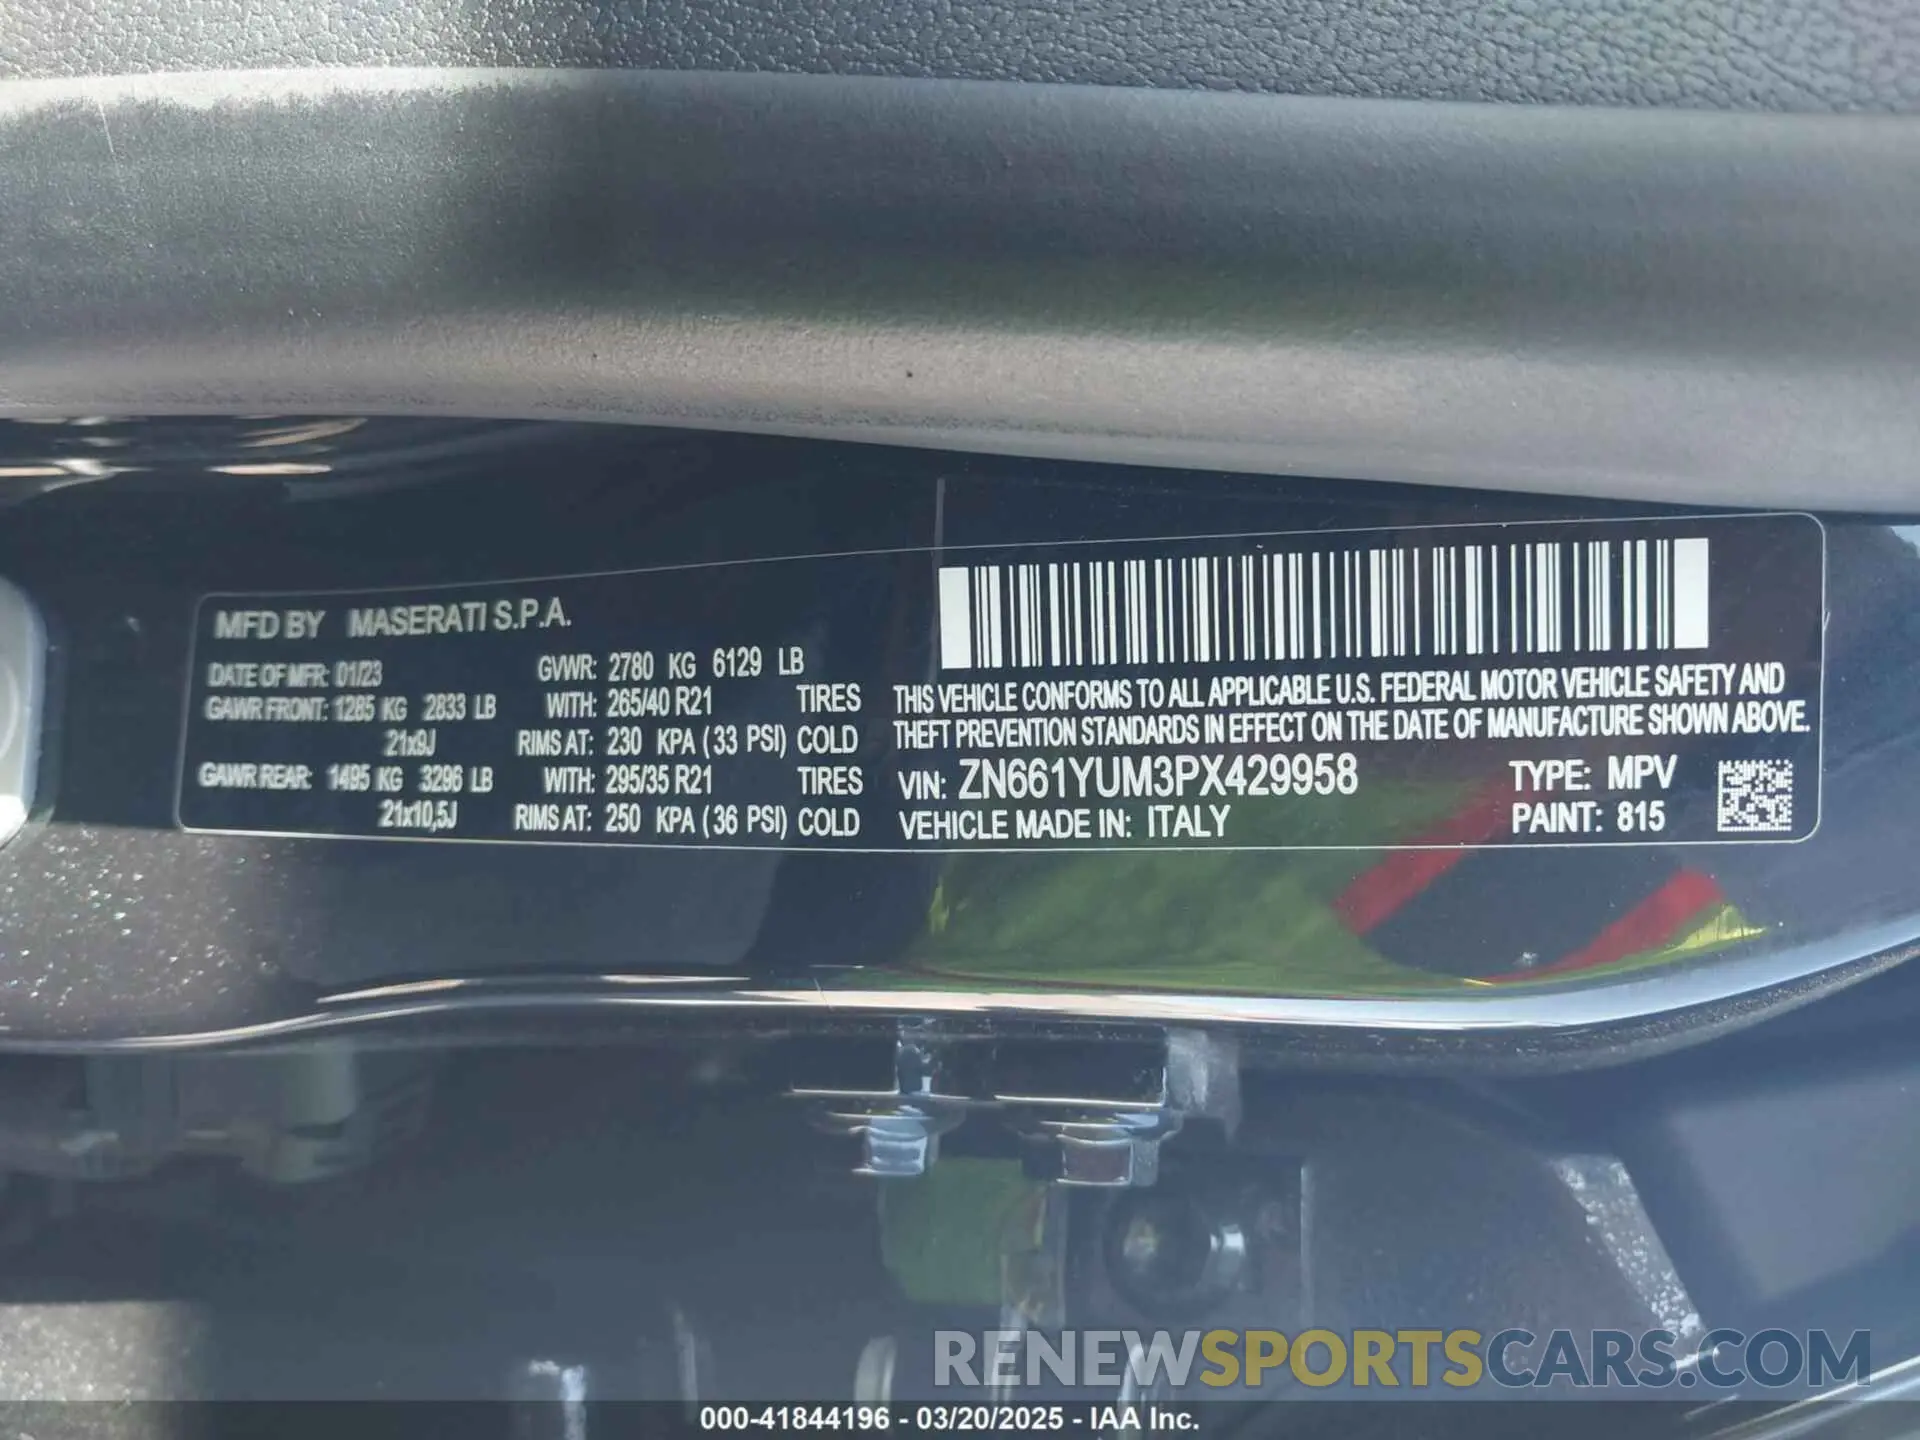 MFD BY MASERATI S.P.A.
DATE OF MFR: 01/23 GVWR: 2780 KG 6129 LB
GAWR FRONT: 1285 KG 2833 LB WITH: 265/40 R21 TIRES
21x9J RIMS AT: 230 KPA (33 PSI) COLD
GAWR REAR: 1495 KG 3296 LB WITH: 295/35 R21 TIRES
21x10,5J RIMS AT: 250 KPA (36 PSI) COLD
THIS VEHICLE CONFORMS TO ALL APPLICABLE U.S. FEDERAL MOTOR VEHICLE SAFETY AND
THEFT PREVENTION STANDARDS IN EFFECT ON THE DATE OF MANUFACTURE SHOWN ABOVE.
VIN: ZN661YUM3PX429958 TYPE: MPV
VEHICLE MADE IN: ITALY PAINT: 815
RENEWSPORTSCARS.COM
000-41844196 - 03/20/2025 - IAA Inc.